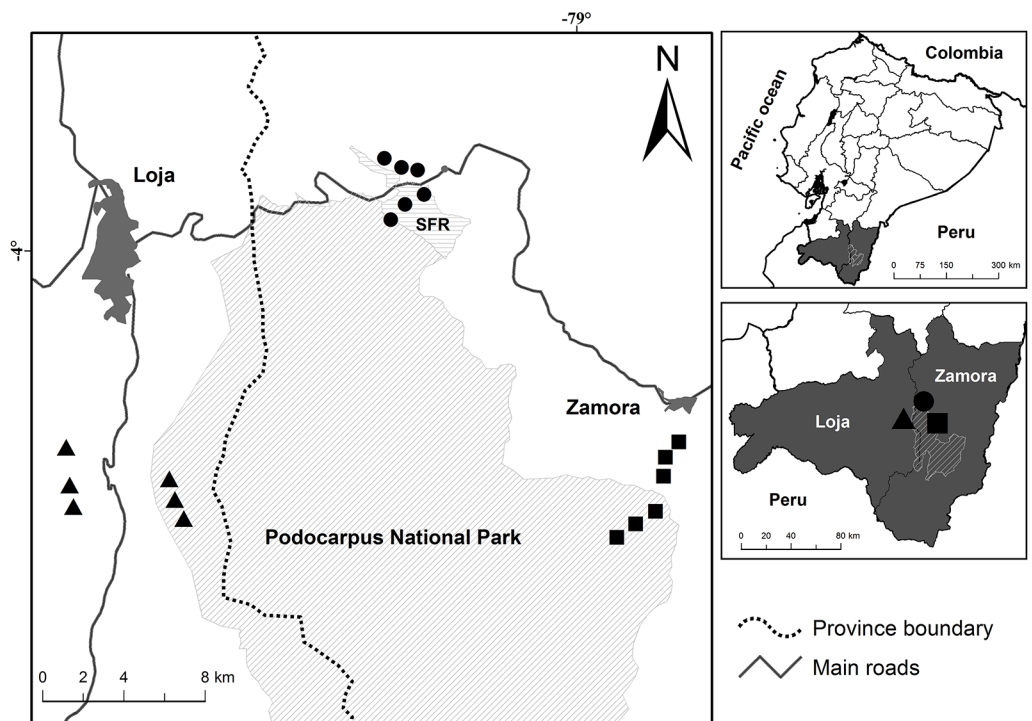 -79°
N
Loja
SFR
-4°
Zamora
Podocarpus National Park
0 2 4 8 km
Colombia
Pacific ocean
Peru
0 75 150 300 km
Zamora
Loja
Peru
0 20 40 80 km
Province boundary
Main roads